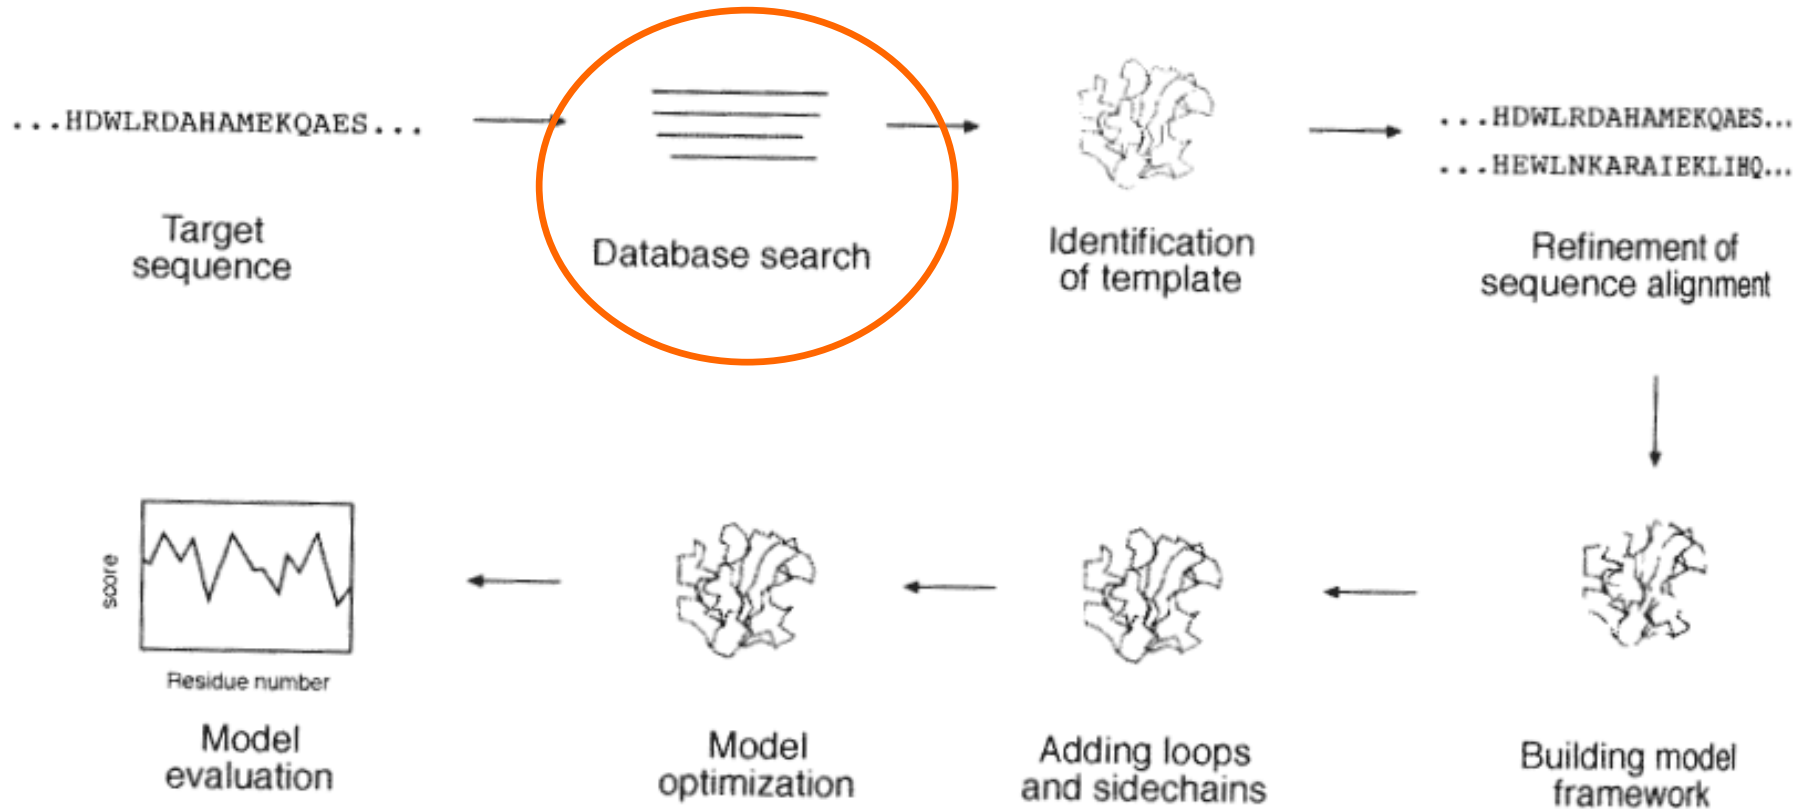 ...HDWLRDAHAMEKQAES...
Target
sequence
Database search
Identification
of template
...HDWLRDAHAMEKQAES...
...HEWLNKARAIEKLIHQ...
Refinement of
sequence alignment
score
Residue number
Model
evaluation
Model
optimization
Adding loops
and sidechains
Building model
framework